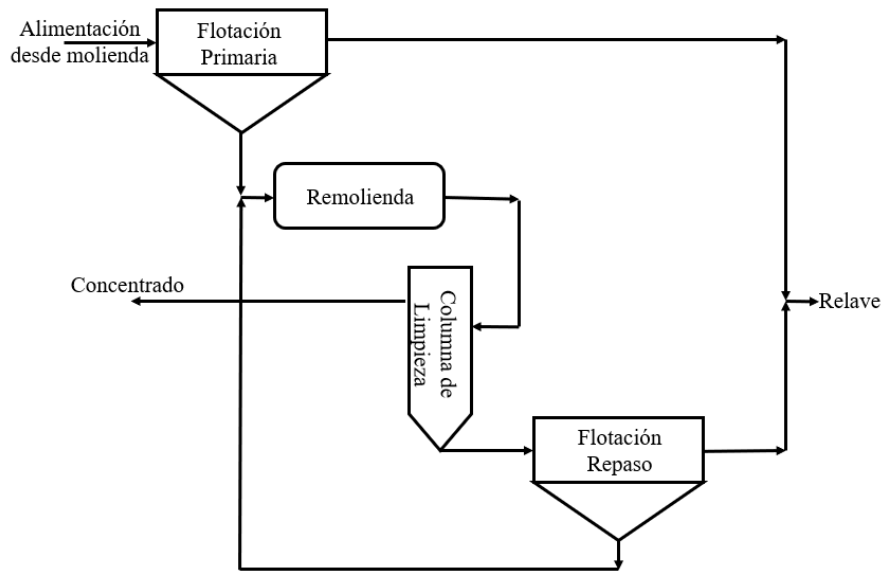 Alimentación
desde molienda
Flotación
Primaria
Remolienda
Concentrado
Columna de
Limpieza
Relave
Flotación
Repaso